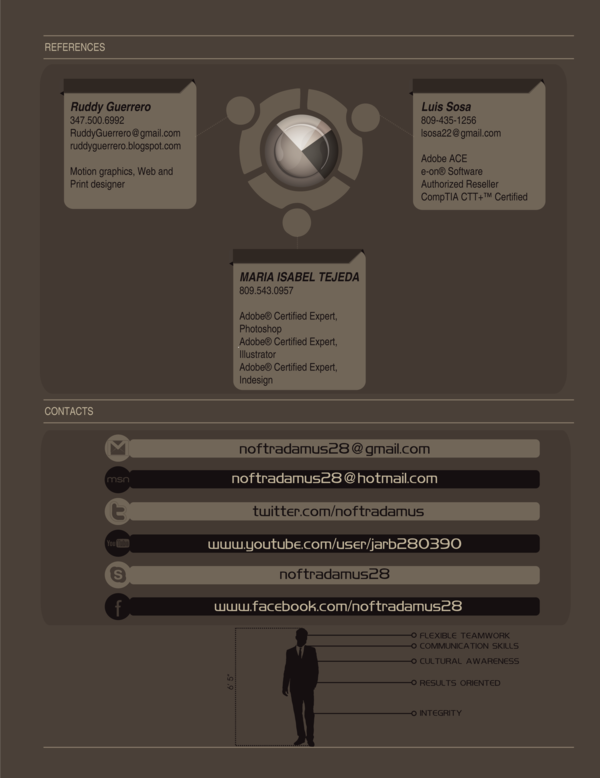 REFERENCES
Ruddy Guerrero
347.500.6992
RuddyGuerrero@gmail.com
ruddyguerrero.blogspot.com
Motion graphics, Web and
Print designer
Luis Sosa
809-435-1256
lsosa22@gmail.com
Adobe ACE
e-on® Software
Authorized Reseller
CompTIA CTT+™ Certified
MARIA ISABEL TEJEDA
809.543.0957
Adobe® Certified Expert,
Photoshop
Adobe® Certified Expert,
Illustrator
Adobe® Certified Expert,
Indesign
CONTACTS
noftradamus28@gmail.com
msn noftradamus28@hotmail.com
twitter.com/noftradamus
You Tube www.youtube.com/user/jarb280390
noftradamus28
www.facebook.com/noftradamus28
FLEXIBLE TEAMWORK
COMMUNICATION SKILLS
CULTURAL AWARENESS
6' 5"
RESULTS ORIENTED
INTEGRITY